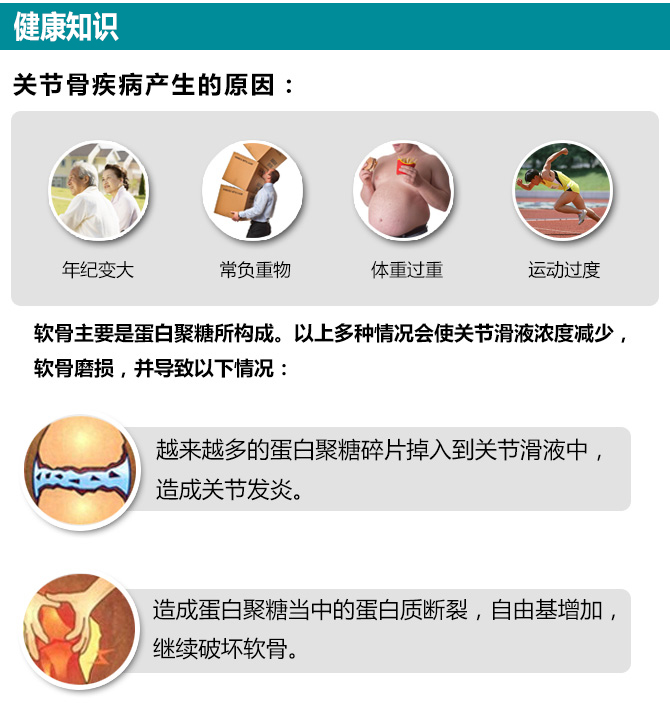 健康知识
关节骨疾病产生的原因：
年纪变大
常负重物
体重过重
运动过度
软骨主要是蛋白聚糖所构成。以上多种情况会使关节滑液浓度减少，
软骨磨损，并导致以下情况：
越来越多的蛋白聚糖碎片掉入到关节滑液中，
造成关节发炎。
造成蛋白聚糖当中的蛋白质断裂，自由基增加，
继续破坏软骨。